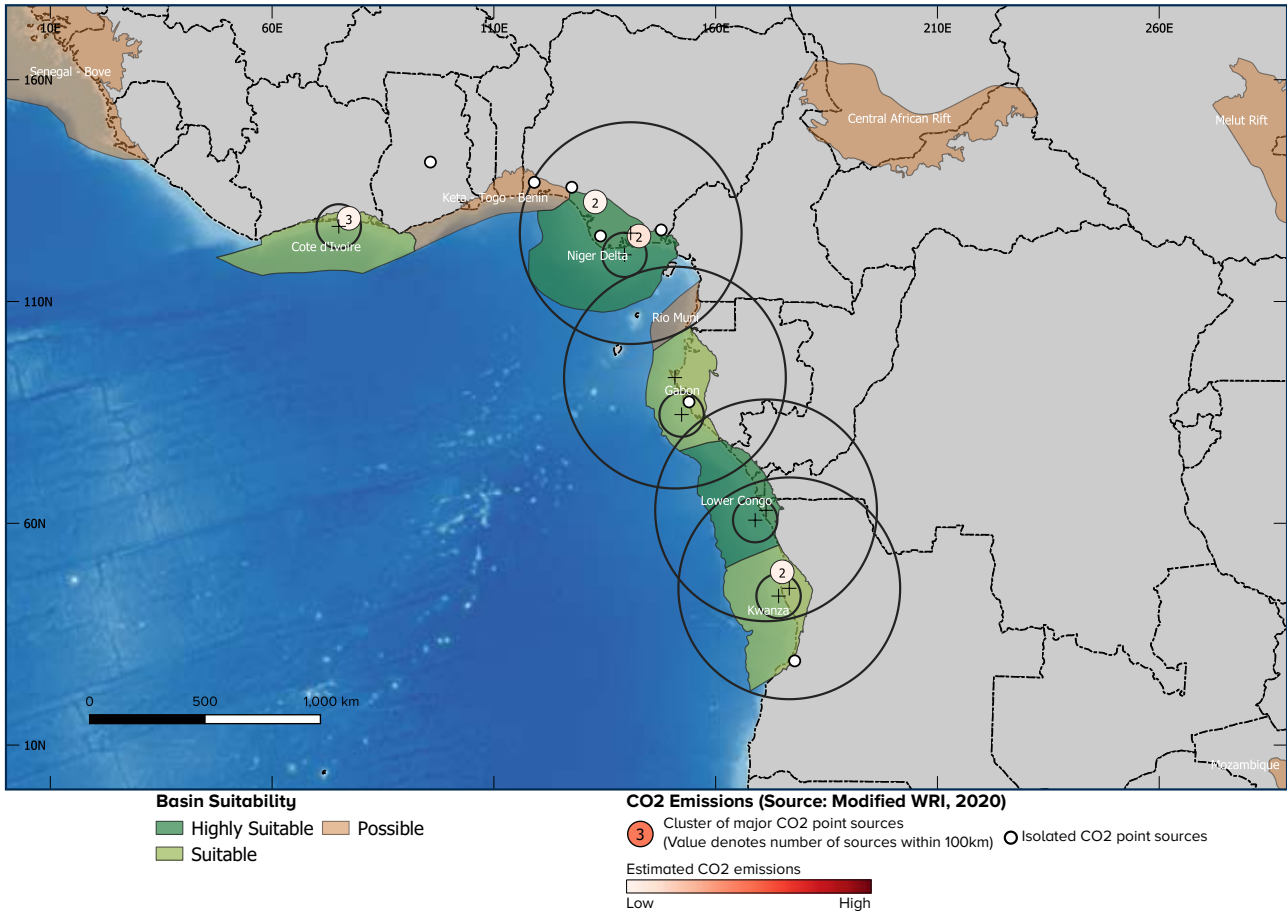 10E 60E 110E 160E 210E 260E
Senegal - Bove
160N
Central African Rift
Melut Rift
Keta - Togo - Benin
2
3
2
Cote d'Ivoire
Niger Delta
110N
Rio Muni
Gabon
Lower Congo
60N
2
Kwanza
0 500 1,000 km
10N
Mozambique
Basin Suitability
Highly Suitable Possible
Suitable
CO2 Emissions (Source: Modified WRI, 2020)
3 Cluster of major CO2 point sources
(Value denotes number of sources within 100km) Isolated CO2 point sources
Estimated CO2 emissions
Low High